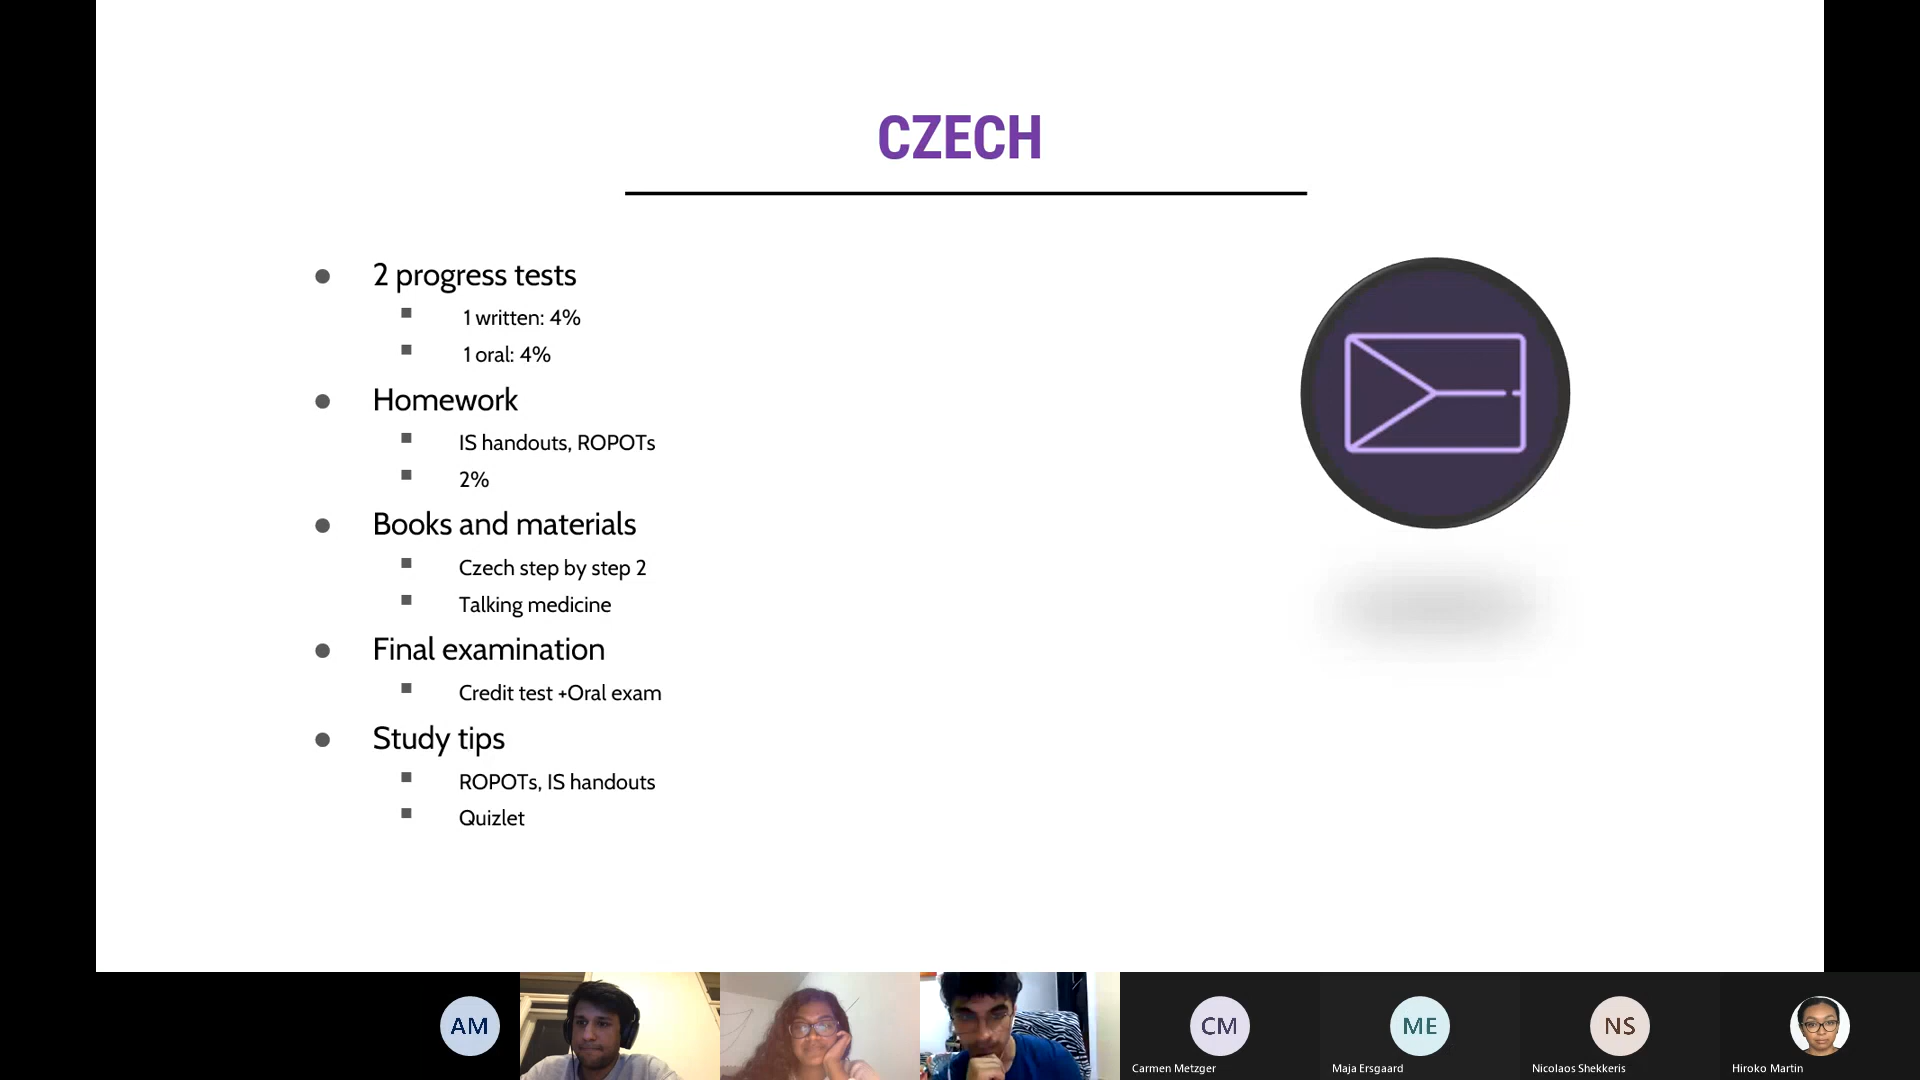 CZECH
2 progress tests
1 written: 4%
1 oral: 4%
Homework
IS handouts, ROPOTs
2%
Books and materials
Czech step by step 2
Talking medicine
Final examination
Credit test +Oral exam
Study tips
ROPOTs, IS handouts
Quizlet
AM
CM
ME
NS
Carmen Metzger
Maja Ersgaard
Nicolaos Shekkeris
Hiroko Martin